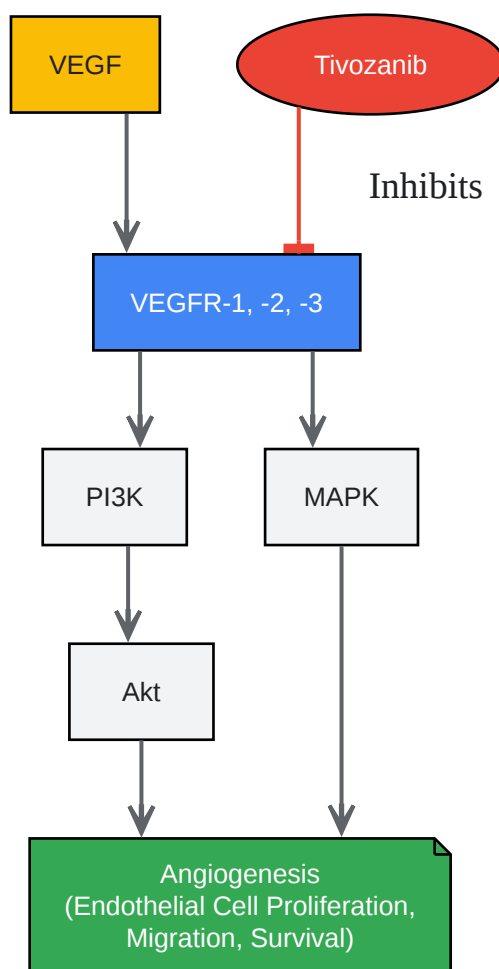 VEGF
Tivozanib
Inhibits
VEGFR-1, -2, -3
PI3K
MAPK
Akt
Angiogenesis
(Endothelial Cell Proliferation,
Migration, Survival)